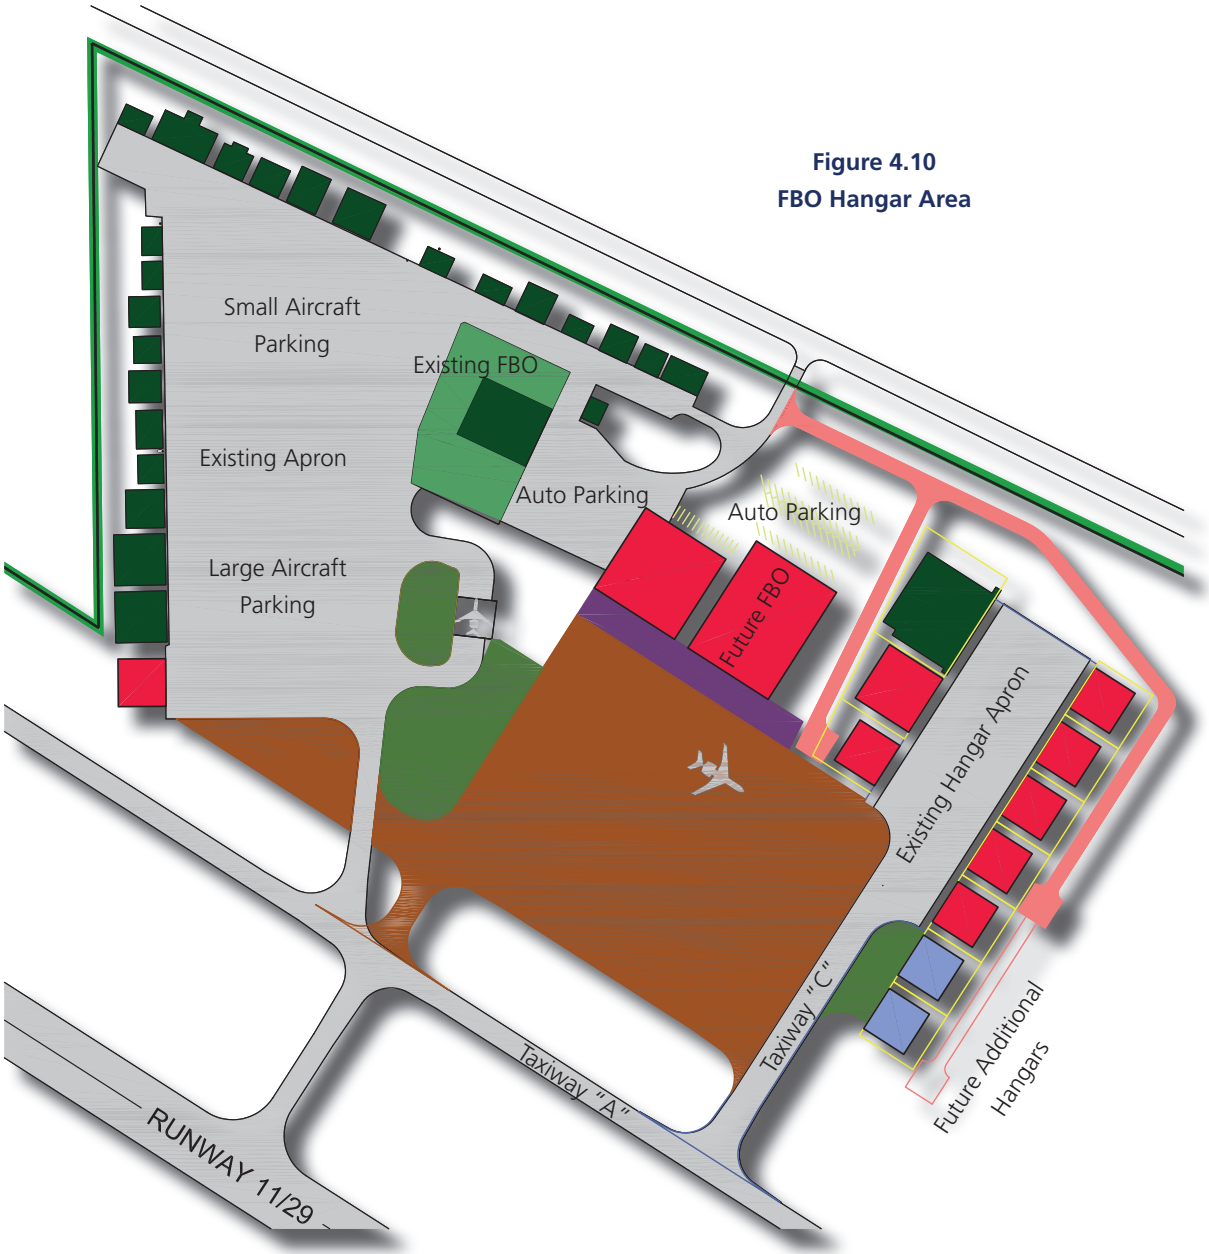 Figure 4.10
FBO Hangar Area
Small Aircraft
Parking
Existing FBO
Existing Apron
Auto Parking
Auto Parking
Large Aircraft
Parking
Future FBO
Existing Hangar Apron
Taxiway "C"
Taxiway "A"
Future Additional
Hangars
RUNWAY 11/29